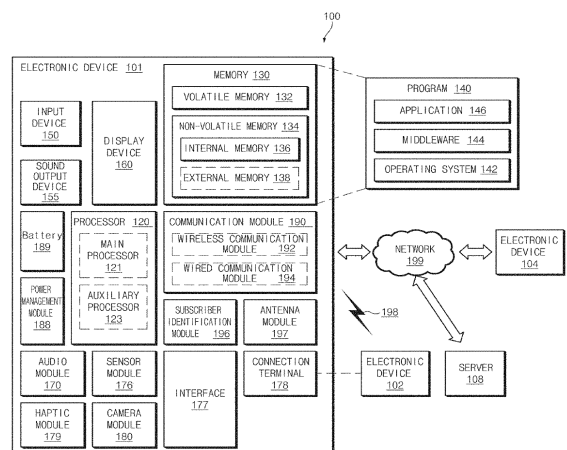 100
ELECTRONIC DEVICE 101
INPUT
DEVICE
150
SOUND
OUTPUT
DEVICE
155
DISPLAY
DEVICE
160
MEMORY 130
VOLATILE MEMORY 132
NON-VOLATILE MEMORY 134
INTERNAL MEMORY 136
EXTERNAL MEMORY 138
PROGRAM 140
APPLICATION 146
MIDDLEWARE 144
OPERATING SYSTEM 142
Battery
189
POWER
MANAGEMENT
MODULE
188
PROCESSOR 120
MAIN
PROCESSOR
121
AUXILIARY
PROCESSOR
123
COMMUNICATION MODULE 190
WIRELESS COMMUNICATION
MODULE 192
WIRED COMMUNICATION
MODULE 194
SUBSCRIBER
IDENTIFICATION
MODULE 196
ANTENNA
MODULE
197
NETWORK
199
ELECTRONIC
DEVICE
104
198
AUDIO
MODULE
170
SENSOR
MODULE
176
INTERFACE
177
CONNECTION
TERMINAL
178
ELECTRONIC
DEVICE
102
SERVER
108
HAPTIC
MODULE
179
CAMERA
MODULE
180